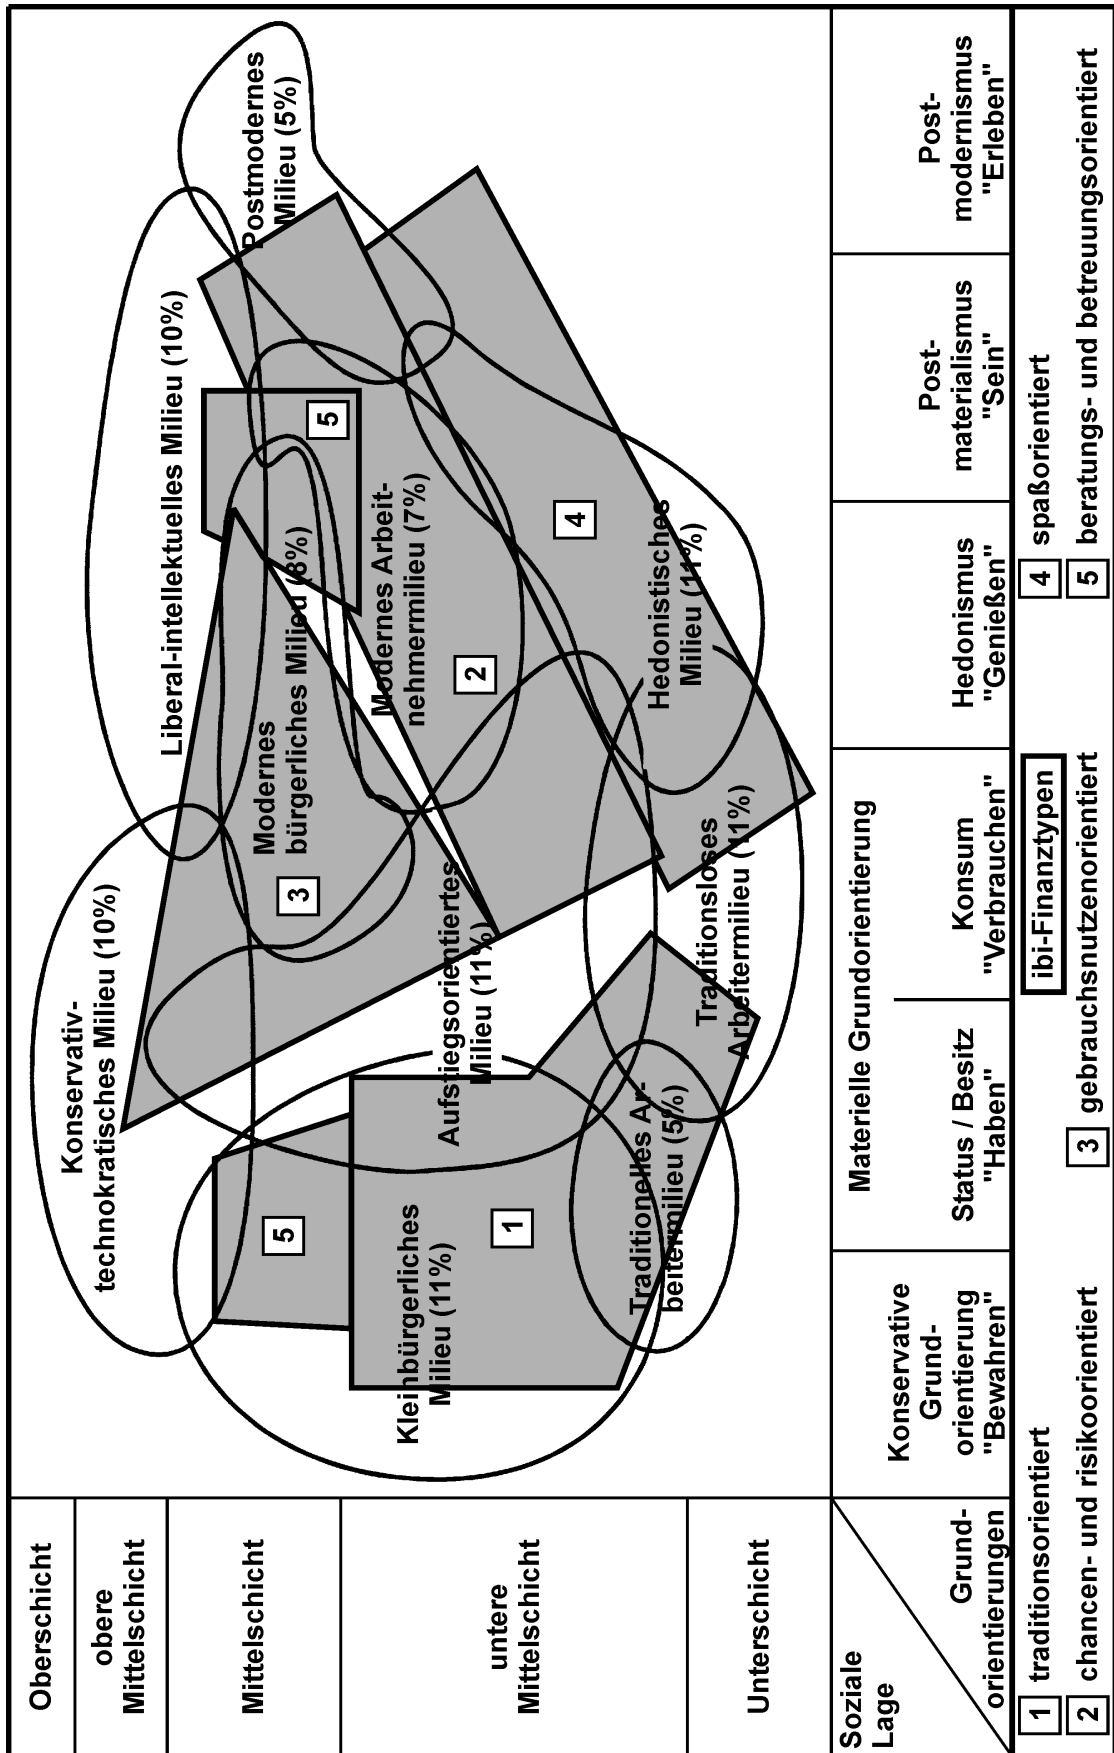 Oberschicht
obere
Mittelschicht
Mittelschicht
untere
Mittelschicht
Unterschicht
Konservativ-
technokratisches Milieu (10%)
Liberal-intellektuelles Milieu (10%)
Postmodernes
Milieu (5%)
Modernes
bürgerliches Milieu (8%)
Modernes Arbeit-
nehmermilieu (7%)
Kleinbürgerliches
Milieu (11%)
Aufstiegsorientiertes
Milieu (11%)
Hedonistisches
Milieu (11%)
Traditionelles Ar-
beitermilieu (5%)
Traditionsloses
Arbeitermilieu (11%)
5
1
3
2
5
4
Soziale
Lage
Grund-
orientierungen
Konservative
Grund-
orientierung
"Bewahren"
Materielle Grundorientierung
Status / Besitz
"Haben"
Konsum
"Verbrauchen"
Hedonismus
"Genießen"
Post-
materialismus
"Sein"
Post-
modernismus
"Erleben"
ibi-Finanztypen
1 traditionsorientiert
2 chancen- und risikoorientiert
3 gebrauchsnutzenorientiert
4 spaßorientiert
5 beratungs- und betreuungsorientiert